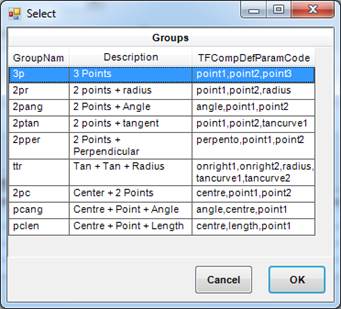 Select
Groups
GroupNam Description TFCompDefParamCode
3p 3 Points point1,point2,point3
2pr 2 points + radius point1,point2,radius
2pang 2 Points + Angle angle,point1,point2
2ptan 2 points + tangent point1,point2,tancurve1
2pper 2 Points + perpento,point1,point2
Perpendicular
ttr Tan + Tan + Radius onright1,onright2,radius,
tancurve1,tancurve2
2pc Center + 2 Points centre,point1,point2
pcang Centre + Point + Angle angle,centre,point1
pclen Centre + Point + Length centre,length,point1
Cancel OK